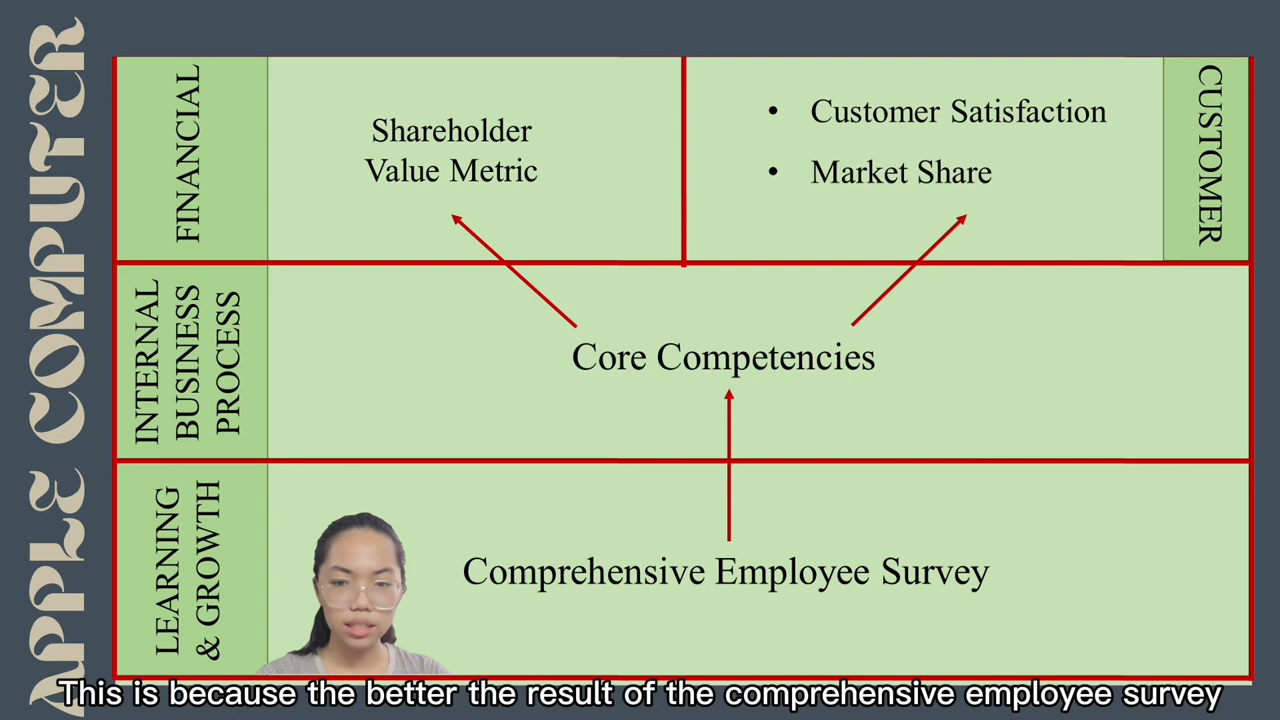 APPLE COMPUTER
FINANCIAL
Shareholder
Value Metric
• Customer Satisfaction
• Market Share
CUSTOMER
INTERNAL
BUSINESS
PROCESS
Core Competencies
LEARNING
& GROWTH
Comprehensive Employee Survey
This is because the better the result of the comprehensive employee survey